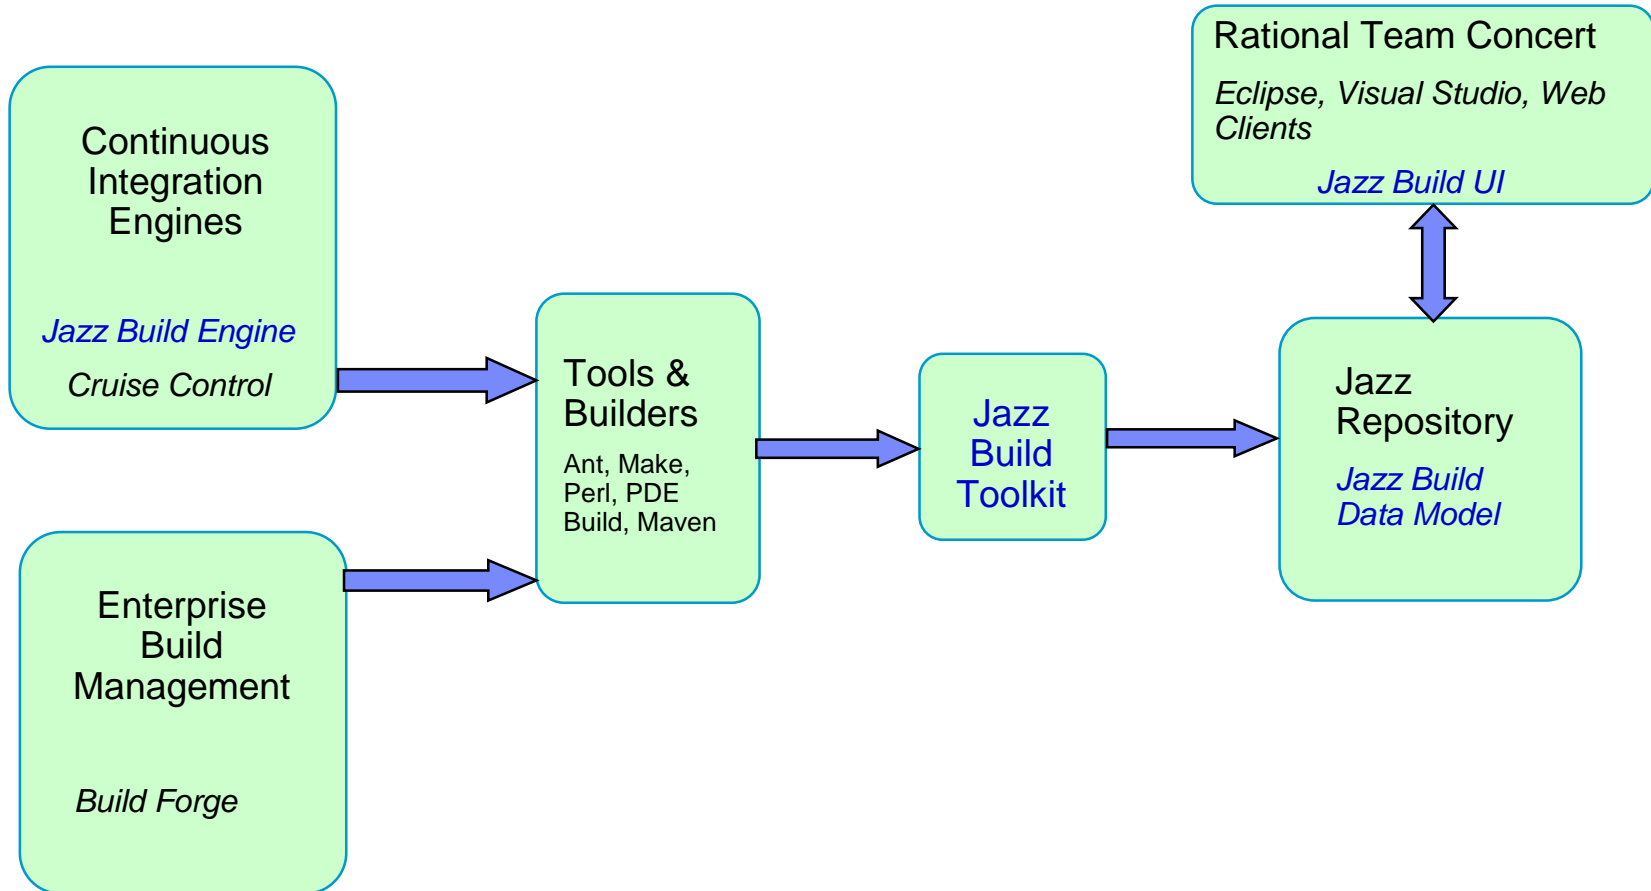 Continuous
Integration
Engines
Jazz Build Engine
Cruise Control
Enterprise
Build
Management
Build Forge
Tools &
Builders
Ant, Make,
Perl, PDE
Build, Maven
Jazz
Build
Toolkit
Rational Team Concert
Eclipse, Visual Studio, Web
Clients
Jazz Build UI
Jazz
Repository
Jazz Build
Data Model